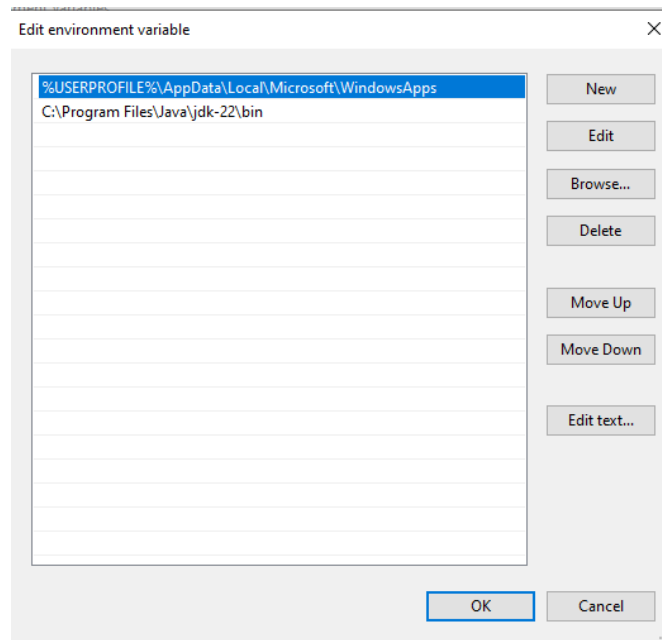 Edit environment variable
%USERPROFILE%\AppData\Local\Microsoft\WindowsApps
C:\Program Files\Java\jdk-22\bin
New
Edit
Browse...
Delete
Move Up
Move Down
Edit text...
OK
Cancel